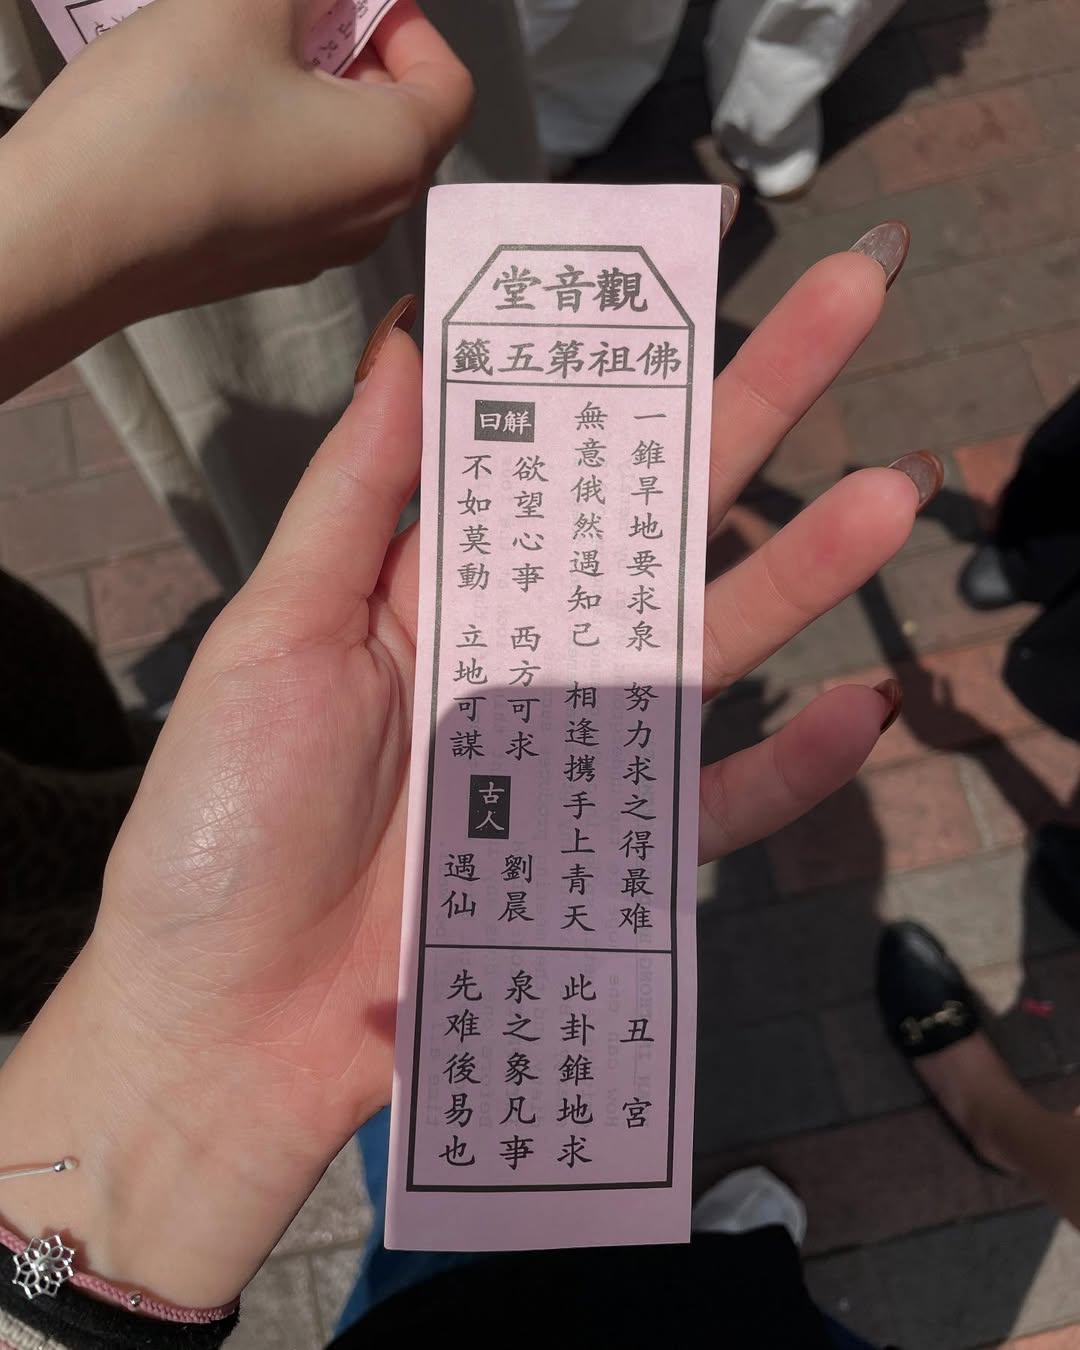 觀音堂
佛祖第五籤
一錐旱地要求泉 努力求之得最难
無意俄然遇知己 相逢攜手上青天
解曰
欲望心事 西方可求
不如莫動 立地可謀
古人
劉晨
遇仙
丑宮
此卦錐地求
泉之象凡事
先难後易也